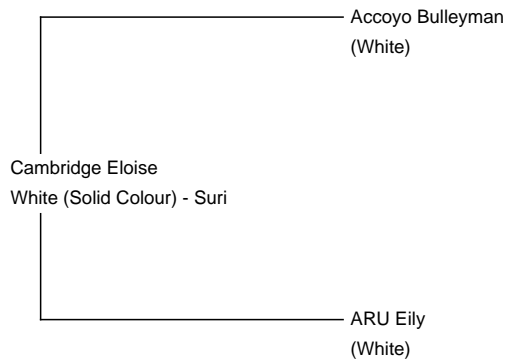 Accoyo Bulleyman
(White)
Cambridge Eloise
White (Solid Colour) - Suri
ARU Eily
(White)